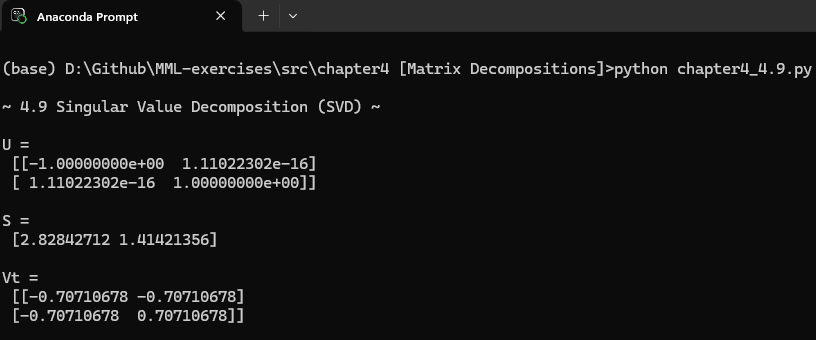 Anaconda Prompt
(base) D:\Github\MML-exercises\src\chapter4 [Matrix Decompositions]>python chapter4_4.9.py
~ 4.9 Singular Value Decomposition (SVD) ~
U =
[[-1.00000000e+00  1.11022302e-16]
[ 1.11022302e-16  1.00000000e+00]]
S =
[2.82842712 1.41421356]
Vt =
[[-0.70710678 -0.70710678]
[-0.70710678  0.70710678]]